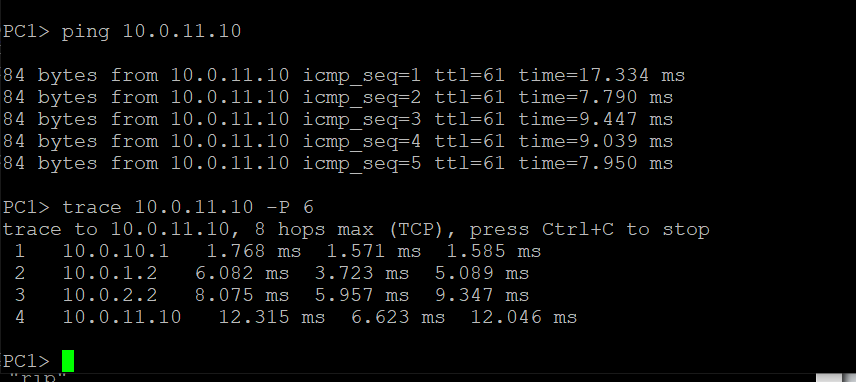 PC1> ping 10.0.11.10
84 bytes from 10.0.11.10 icmp_seq=1 ttl=61 time=17.334 ms
84 bytes from 10.0.11.10 icmp_seq=2 ttl=61 time=7.790 ms
84 bytes from 10.0.11.10 icmp_seq=3 ttl=61 time=9.447 ms
84 bytes from 10.0.11.10 icmp_seq=4 ttl=61 time=9.039 ms
84 bytes from 10.0.11.10 icmp_seq=5 ttl=61 time=7.950 ms
PC1> trace 10.0.11.10 -P 6
trace to 10.0.11.10, 8 hops max (TCP), press Ctrl+C to stop
1 10.0.10.1 1.768 ms 1.571 ms 1.585 ms
2 10.0.1.2 6.082 ms 3.723 ms 5.089 ms
3 10.0.2.2 8.075 ms 5.957 ms 9.347 ms
4 10.0.11.10 12.315 ms 6.623 ms 12.046 ms
PC1>
"rip"